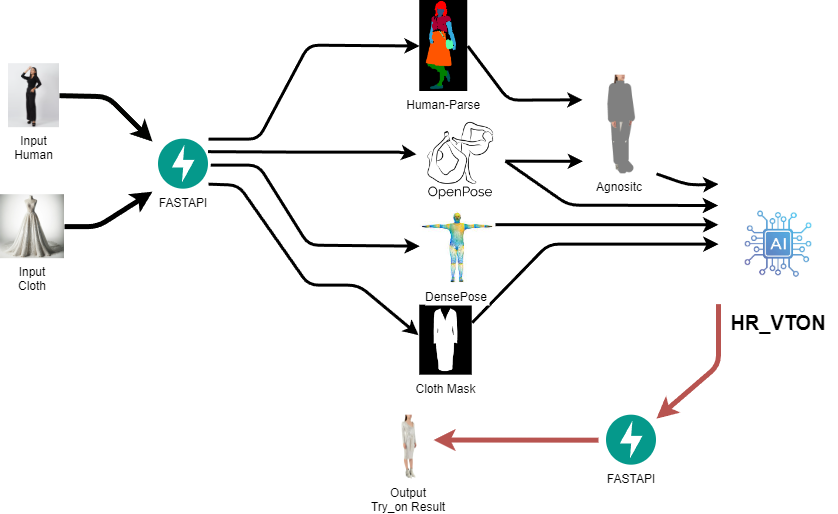 Human-Parse
Input
Human
FASTAPI
OpenPose
Agnositc
Input
Cloth
AI
DensePose
HR_VTON
Cloth Mask
FASTAPI
Output
Try_on Result